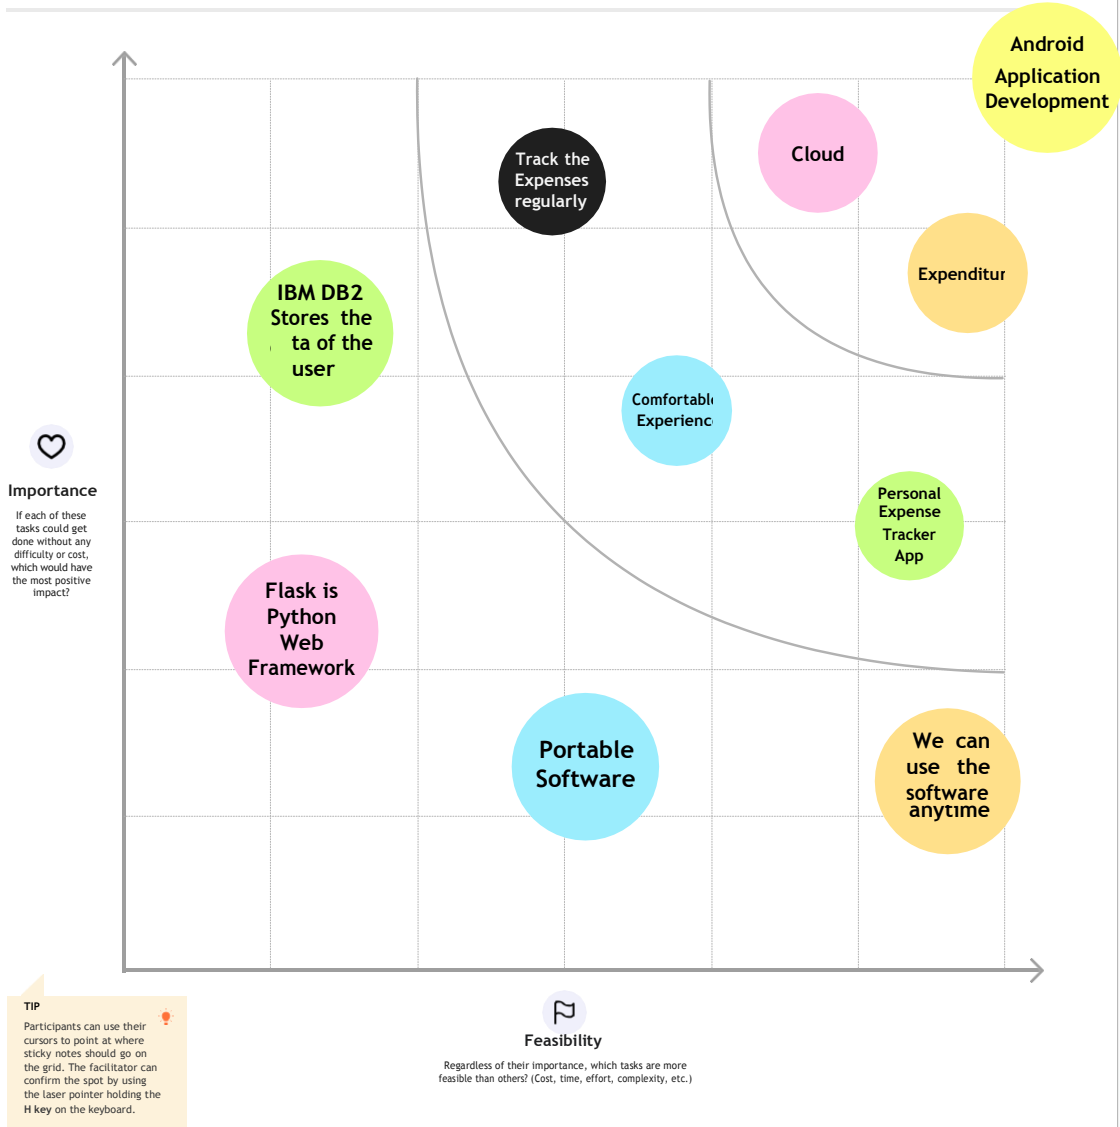 Android
Application
Development
Cloud
Track the
Expenses
regularly
Expenditur
IBM DB2
Stores the
ta of the
user
Comfortable
Experienc
Importance
If each of these
tasks could get
done without any
difficulty or cost,
which would have
the most positive
impact?
Personal
Expense
Tracker
App
Flask is
Python
Web
Framework
Portable
Software
We can
use the
software
anytime
TIP
Participants can use their
cursors to point at where
sticky notes should go on
the grid. The facilitator can
confirm the spot by using
the laser pointer holding the
H key on the keyboard.
Feasibility
Regardless of their importance, which tasks are more
feasible than others? (Cost, time, effort, complexity, etc.)